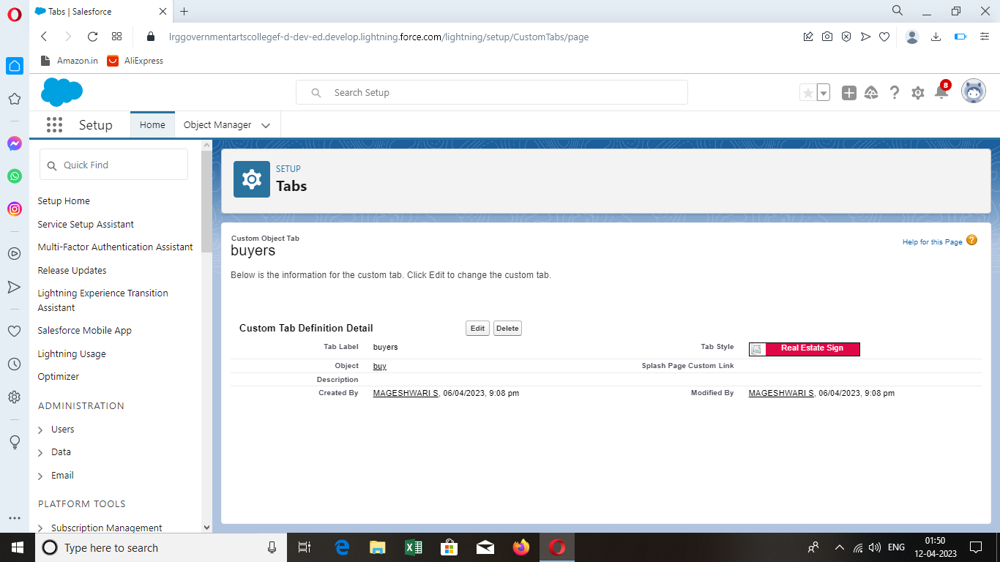 Tabs | Salesforce
lrggovernmentartscollegef-d-dev-ed.develop.lightning.force.com/lightning/setup/CustomTabs/page
Amazon.in AliExpress
Search Setup
8
Setup Home Object Manager
Quick Find
Setup Home
Service Setup Assistant
Multi-Factor Authentication Assistant
Release Updates
Lightning Experience Transition
Assistant
Salesforce Mobile App
Lightning Usage
Optimizer
ADMINISTRATION
Users
Data
Email
PLATFORM TOOLS
Subscription Management
SETUP
Tabs
Custom Object Tab
buyers
Help for this Page ?
Below is the information for the custom tab. Click Edit to change the custom tab.
Custom Tab Definition Detail Edit Delete
Tab Label buyers Tab Style Real Estate Sign
Object buy Splash Page Custom Link
Description
Created By MAGESHWARI S, 06/04/2023, 9:08 pm Modified By MAGESHWARI S, 06/04/2023, 9:08 pm
Type here to search
ENG
01:50
12-04-2023